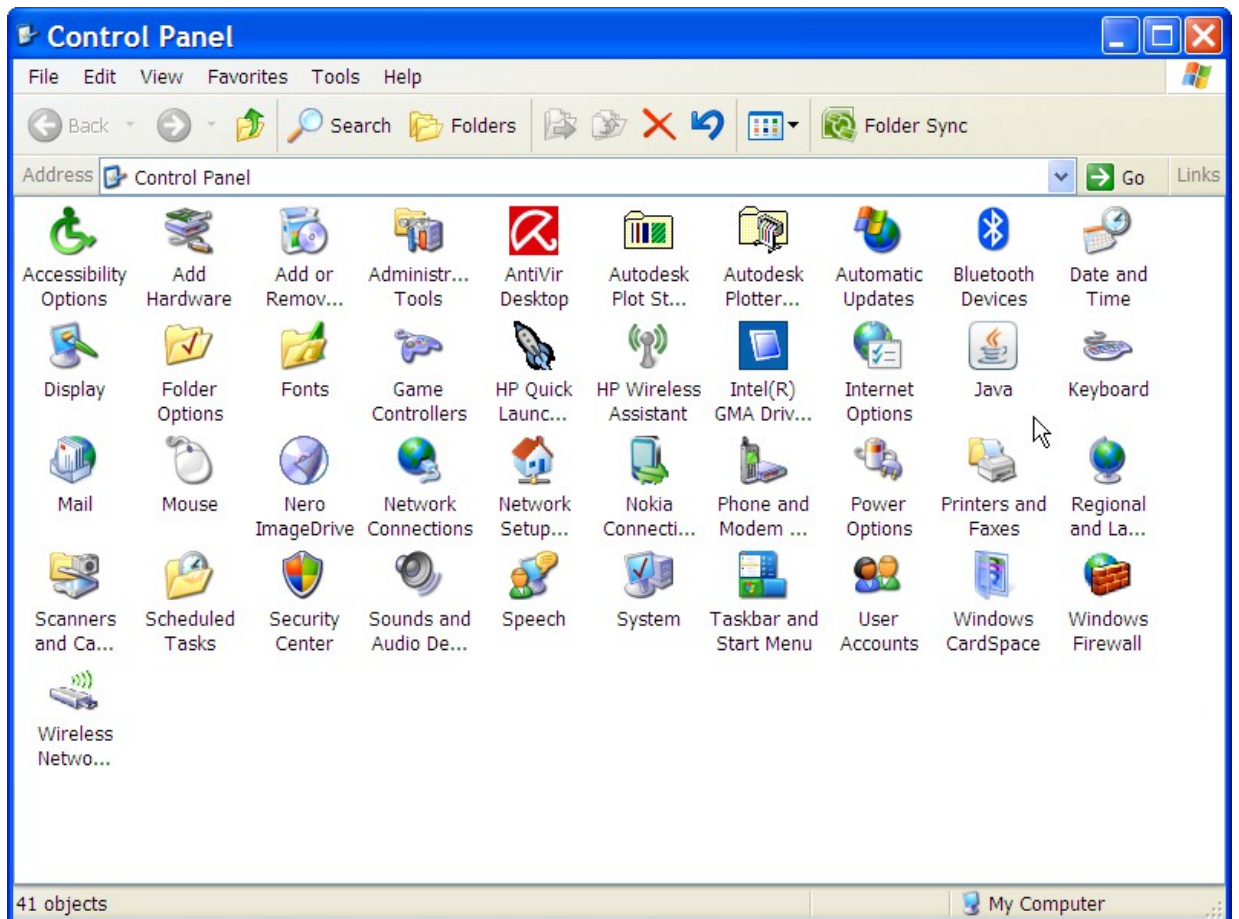 Control Panel
File Edit View Favorites Tools Help
Back Search Folders Folder Sync
Address Control Panel Go Links
Accessibility Options
Add Hardware
Add or Remov...
Administr... Tools
AntiVir Desktop
Autodesk Plot St...
Autodesk Plotter...
Automatic Updates
Bluetooth Devices
Date and Time
Display
Folder Options
Fonts
Game Controllers
HP Quick Launc...
HP Wireless Assistant
Intel(R) GMA Driv...
Internet Options
Java
Keyboard
Mail
Mouse
Nero ImageDrive
Network Connections
Network Setup...
Nokia Connecti...
Phone and Modem ...
Power Options
Printers and Faxes
Regional and La...
Scanners and Ca...
Scheduled Tasks
Security Center
Sounds and Audio De...
Speech
System
Taskbar and Start Menu
User Accounts
Windows CardSpace
Windows Firewall
Wireless Netwo...
41 objects My Computer